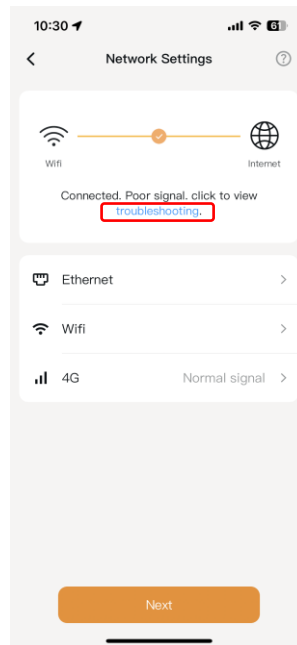 10:30
61
Network Settings
?
Wifi
Internet
Connected. Poor signal. click to view
troubleshooting.
Ethernet
Wifi
4G
Normal signal
Next